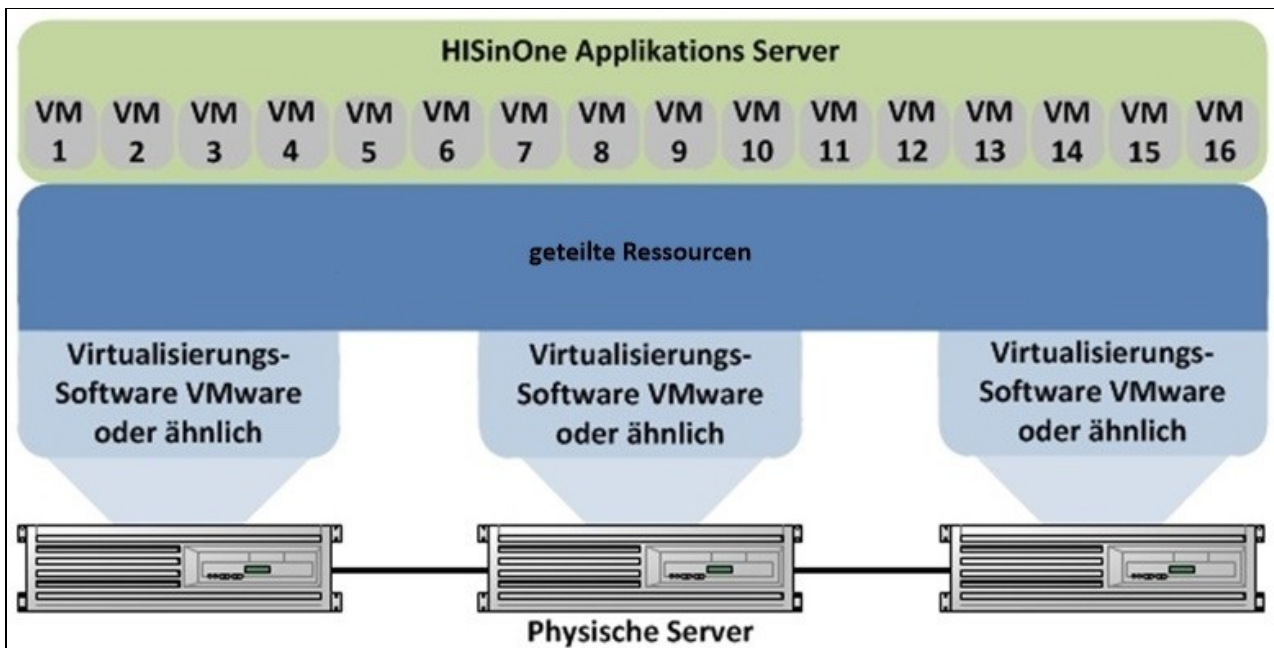 HISinOne Applikations Server
VM VM VM VM VM VM VM VM VM VM VM VM VM VM VM VM
1 2 3 4 5 6 7 8 9 10 11 12 13 14 15 16
geteilte Ressourcen
Virtualisierungs-
Software VMware
oder ähnlich
Virtualisierungs-
Software VMware
oder ähnlich
Virtualisierungs-
Software VMware
oder ähnlich
Physische Server